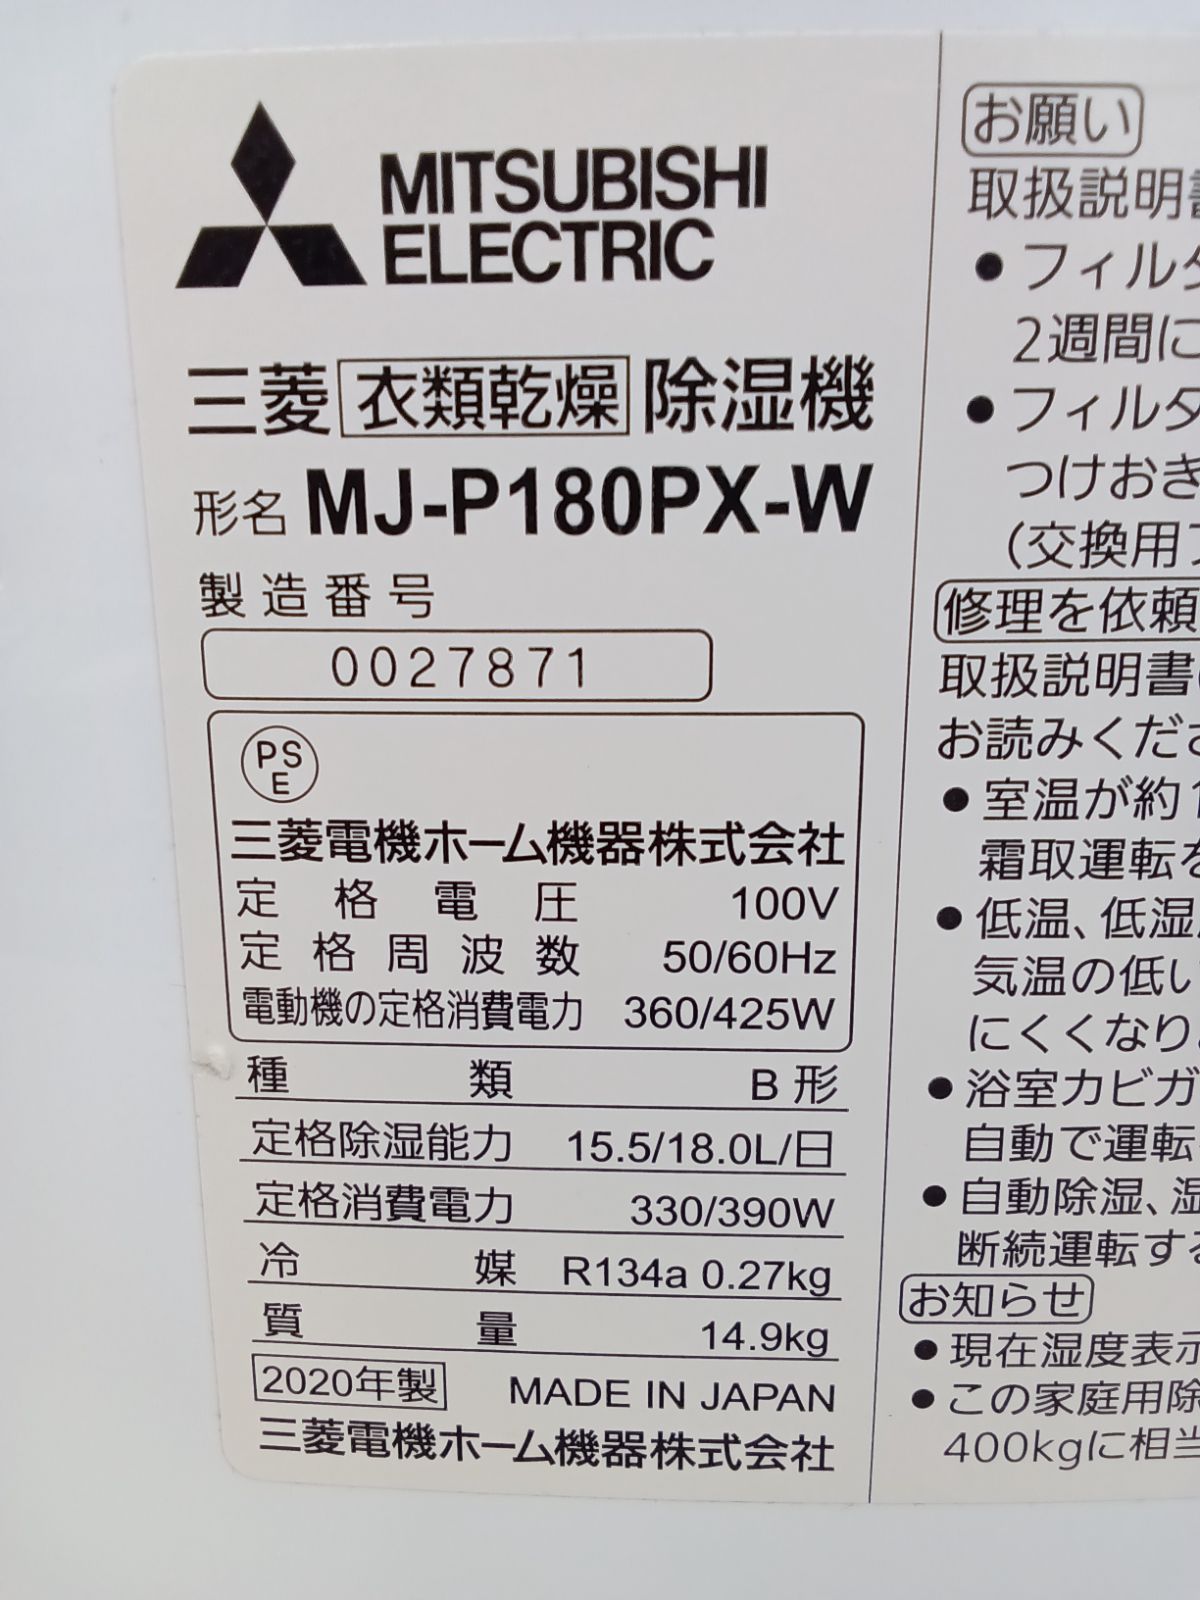 MITSUBISHI
ELECTRIC
三菱 衣類乾燥 除湿機
形名 MJ-P180PX-W
製造番号
0027871
PS
E
三菱電機ホーム機器株式会社
定格電圧 100V
定格周波数 50/60Hz
電動機の定格消費電力 360/425W
種類 B形
定格除湿能力 15.5/18.0L/日
定格消費電力 330/390W
冷媒 R134a 0.27kg
質量 14.9kg
2020年製 MADE IN JAPAN
三菱電機ホーム機器株式会社
お願い
取扱説明書
●フィルタ
2週間に
●フィルタ
つけおき
(交換用フ
修理を依頼
取扱説明書の
お読みくださ
●室温が約1
霜取運転を
●低温、低湿
気温の低い
にくくなり
●浴室カビガ
自動で運転
●自動除湿、湿
断続運転する
お知らせ
●現在湿度表示
●この家庭用除
400kgに相当